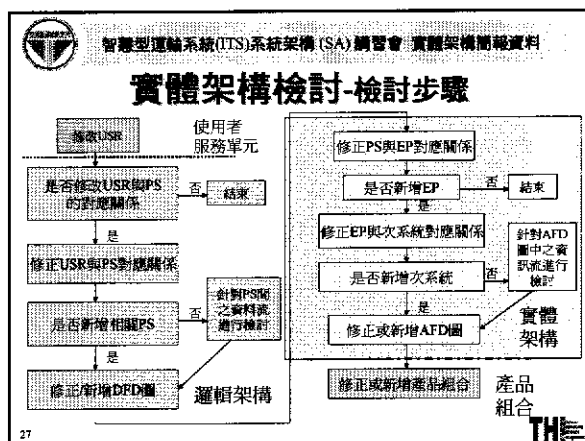 智慧型運輸系統(ITS)系統架構(SA)講習會 實體架構簡報資料
實體架構檢討-檢討步驟
修改USR
使用者
服務單元
是否修改USR與PS
的對應關係
否
結束
是
修正USR與PS對應關係
是否新增相關PS
否
針對PS間
之資料流
進行檢討
是
修正/新增DFD圖
邏輯架構
修正PS與EP對應關係
是否新增EP
否
結束
是
修正EP與次系統對應關係
是否新增次系統
否
針對AFD
圖中之資
訊流進行
檢討
是
修正或新增AFD圖
實體
架構
修正或新增產品組合
產品
組合
27
THI